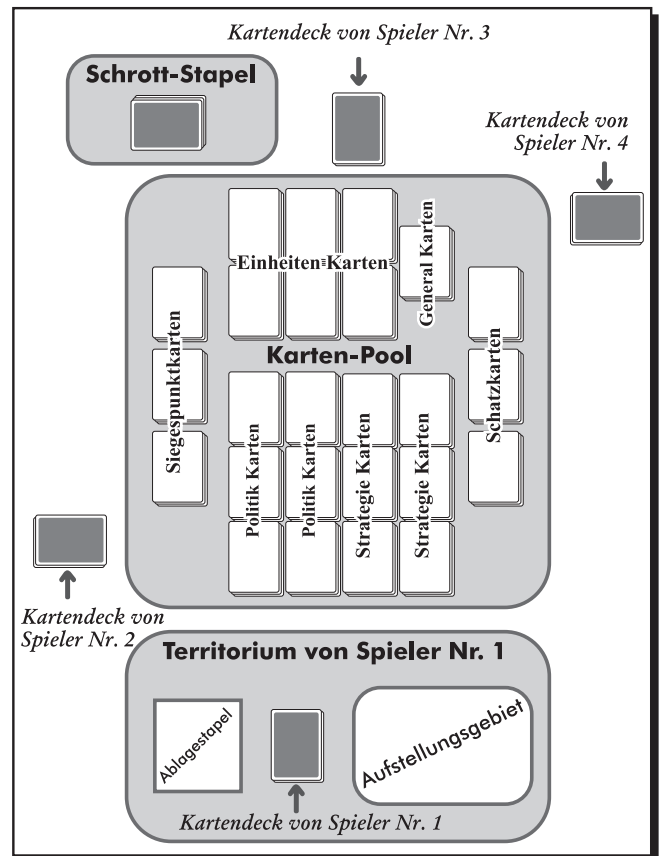 Kartendeck von Spieler Nr. 3
Schrott-Stapel
Kartendeck von
Spieler Nr. 4
Einheiten Karten
General Karten
Karten-Pool
Siegespunktkarten
Schatzkarten
Politik Karten
Politik Karten
Strategie Karten
Strategie Karten
Kartendeck von
Spieler Nr. 2
Territorium von Spieler Nr. 1
Ablagestapel
Aufstellungsgebiet
Kartendeck von Spieler Nr. 1